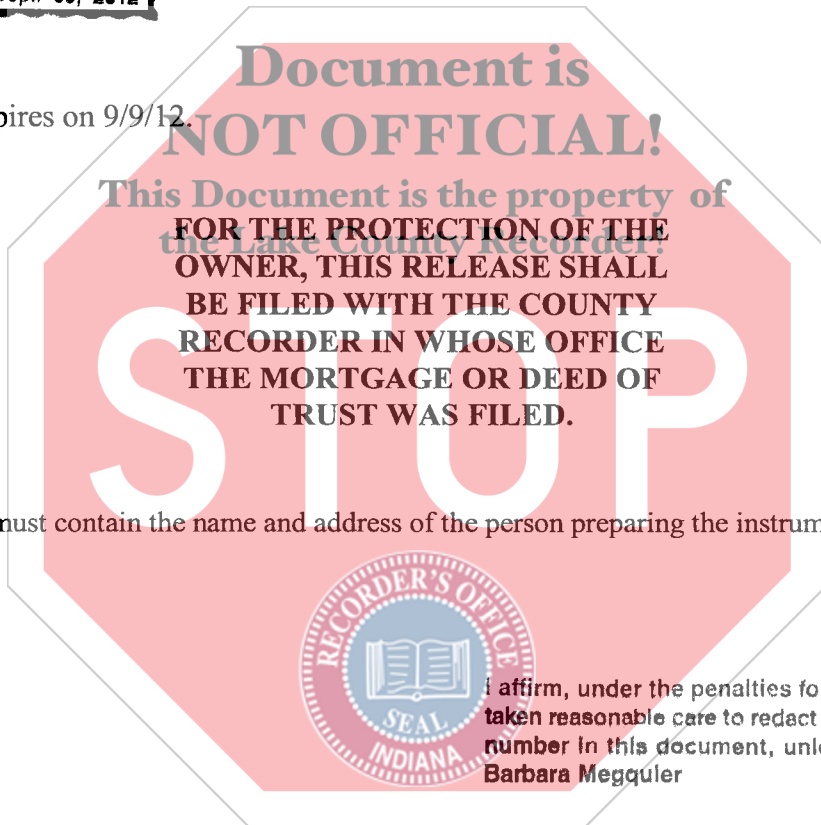 2012
Document is
pires on 9/9/12.
NOT OFFICIAL!
This Document is the property of
the Lake County Recorder!
FOR THE PROTECTION OF THE
OWNER, THIS RELEASE SHALL
BE FILED WITH THE COUNTY
RECORDER IN WHOSE OFFICE
THE MORTGAGE OR DEED OF
TRUST WAS FILED.
STOP
must contain the name and address of the person preparing the instrum
RECORDER'S OFFICE
SEAL
INDIANA
I affirm, under the penalties fo
taken reasonable care to redact
number in this document, unle
Barbara Megquier